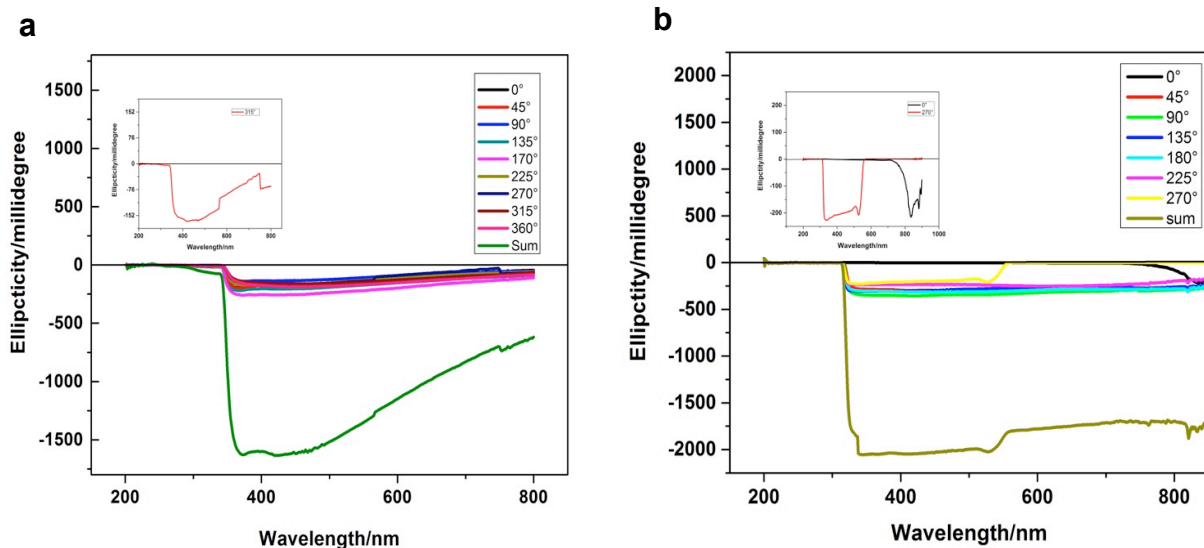 a
Ellipcticity/millidegree
1500
1000
500
0
-500
-1000
-1500
200 400 600 800
Wavelength/nm
0°
45°
90°
135°
170°
225°
270°
315°
360°
Sum
Ellipcticity/millidegree
152
76
0
-76
-152
200 400 600 800
Wavelength/nm
315°
b
Ellipctity/millidegree
2000
1500
1000
500
0
-500
-1000
-1500
-2000
200 400 600 800
Wavelength/nm
0°
45°
90°
135°
180°
225°
270°
sum
Ellipctity/millidegree
200
100
0
-100
-200
200 400 600 800 1000
Wavelength/nm
0°
270°